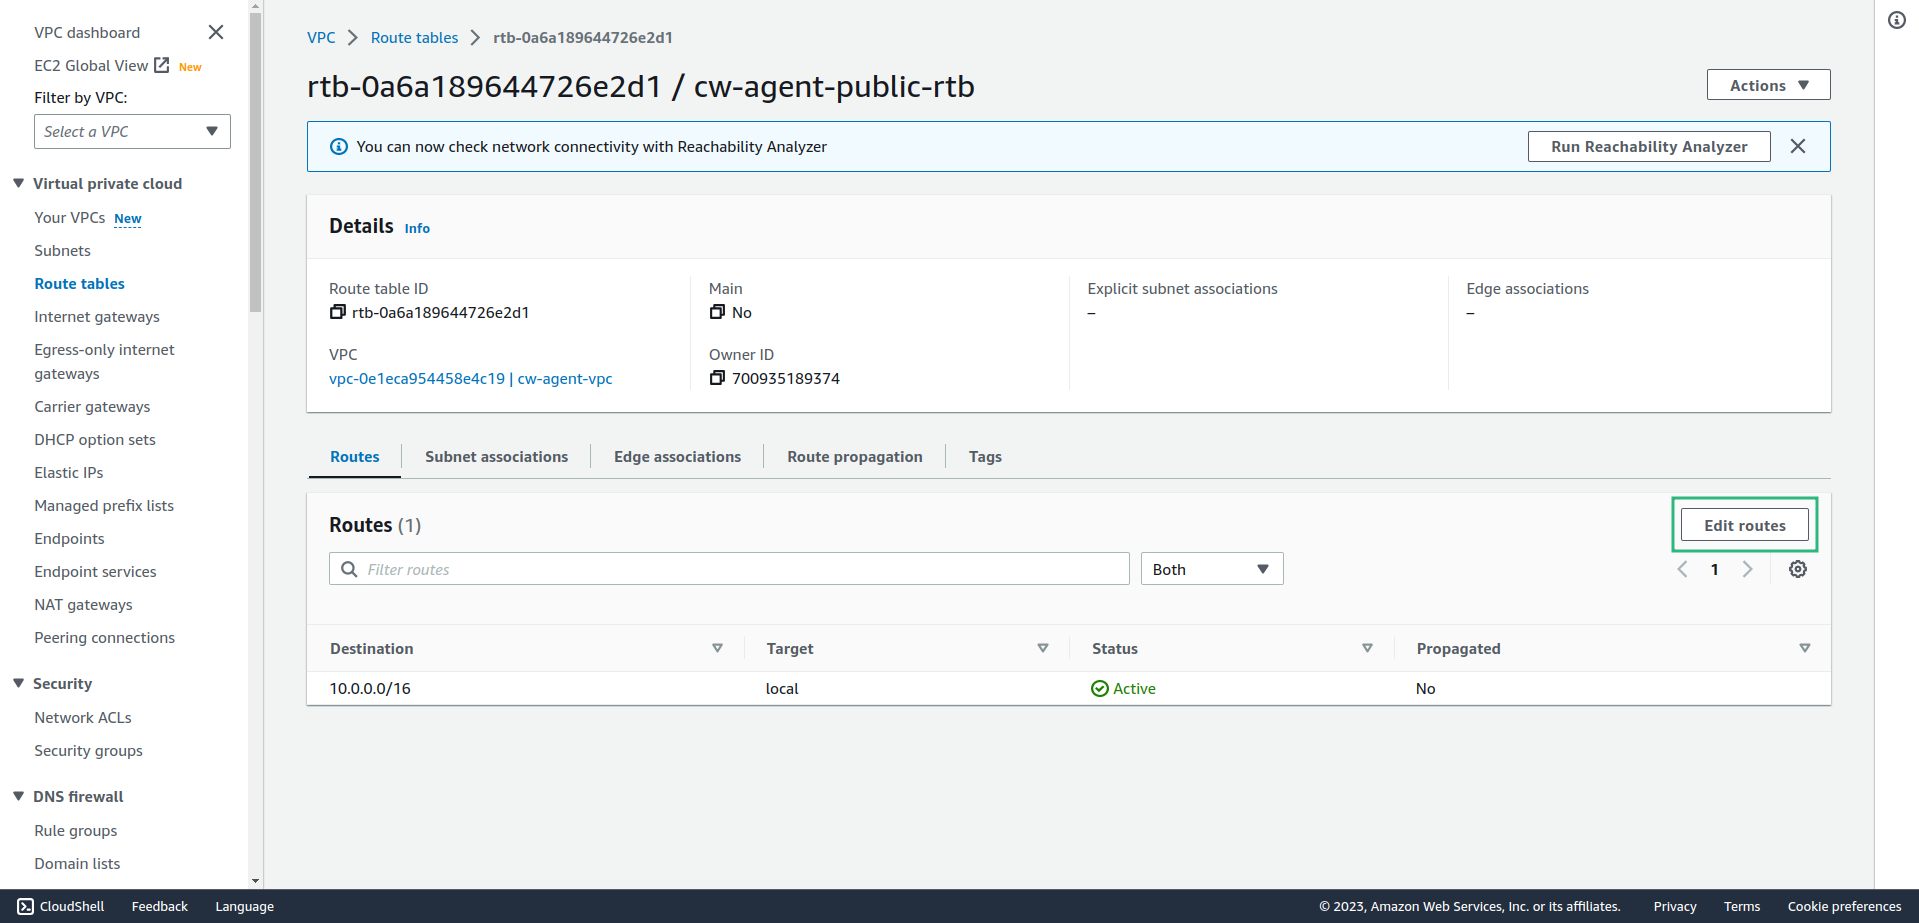 VPC dashboard
EC2 Global View New
Filter by VPC:
Select a VPC
Virtual private cloud
Your VPCs New
Subnets
Route tables
Internet gateways
Egress-only internet
gateways
Carrier gateways
DHCP option sets
Elastic IPs
Managed prefix lists
Endpoints
Endpoint services
NAT gateways
Peering connections
Security
Network ACLs
Security groups
DNS firewall
Rule groups
Domain lists
VPC Route tables rtb-0a6a189644726e2d1
rtb-0a6a189644726e2d1 / cw-agent-public-rtb
Actions
You can now check network connectivity with Reachability Analyzer
Run Reachability Analyzer
Details Info
Route table ID
rtb-0a6a189644726e2d1
Main
No
Explicit subnet associations
–
Edge associations
–
VPC
vpc-0e1eca954458e4c19 | cw-agent-vpc
Owner ID
700935189374
Routes Subnet associations Edge associations Route propagation Tags
Routes (1)
Edit routes
Filter routes
Both
1
Destination Target Status Propagated
10.0.0.0/16 local Active No
CloudShell Feedback Language © 2023, Amazon Web Services, Inc. or its affiliates. Privacy Terms Cookie preferences